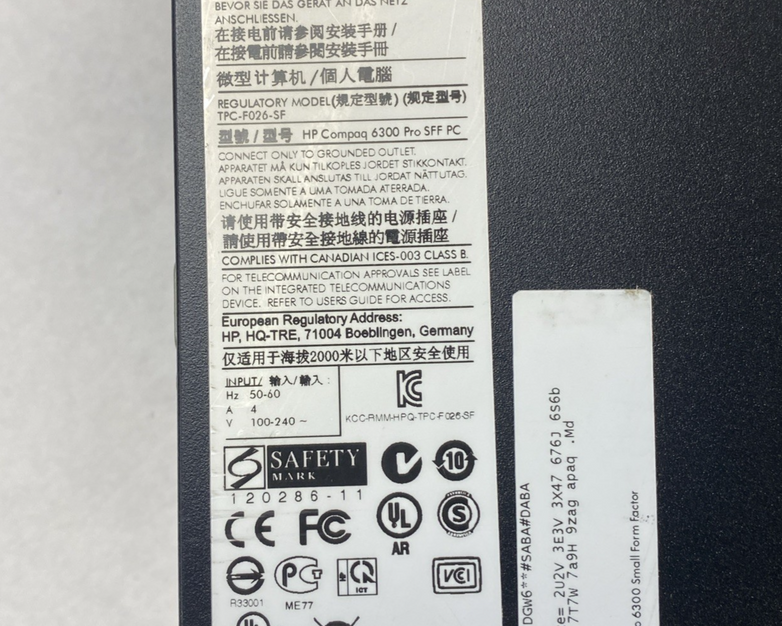 BEVOR SIE DAS GERÄT AN DAS NETZ
ANSCHLIESSEN.
在接电前请参阅安装手册/
在接電前請參閱安裝手冊
微型计算机/個人電腦
REGULATORY MODEL(規定型號) (规定型号)
TPC-F026-SF
型號 / 型号 HP Compaq 6300 Pro SFF PC
CONNECT ONLY TO GROUNDED OUTLET.
APPARATET MÅ KUN TILKOPLES JORDET STIKKONTAKT.
APPARATEN SKALL ANSLUTAS TILL JORDAT NÄTTUTAG.
LIGUE SOMENTE A UMA TOMADA ATERRADA.
ENCHUFAR SOLAMENTE A UNA TOMA DE TIERRA.
请使用带安全接地线的电源插座 /
請使用帶安全接地線的電源插座
COMPLIES WITH CANADIAN ICES-003 CLASS B.
FOR TELECOMMUNICATION APPROVALS SEE LABEL
ON THE INTEGRATED TELECOMMUNICATIONS
DEVICE. REFER TO USERS GUIDE FOR ACCESS.
European Regulatory Address:
HP, HQ-TRE, 71004 Boeblingen, Germany
仅适用于海拔2000米以下地区安全使用
INPUT/ 輸入/輸入 :
Hz 50-60
A 4
V 100-240 ~
KCC-RMM-HPQ-TPC-F026-SF
SAFETY
MARK
120286-11
10
CE FC
UL
AR
S
R33001
ME77
ICT
VCI
DGW6**#SABA#DABA
e= 2U2V 3E3V 3X47 676J 6S6b
7T7W 7a9H 9zag apaq .Md
6300 Small Form Factor